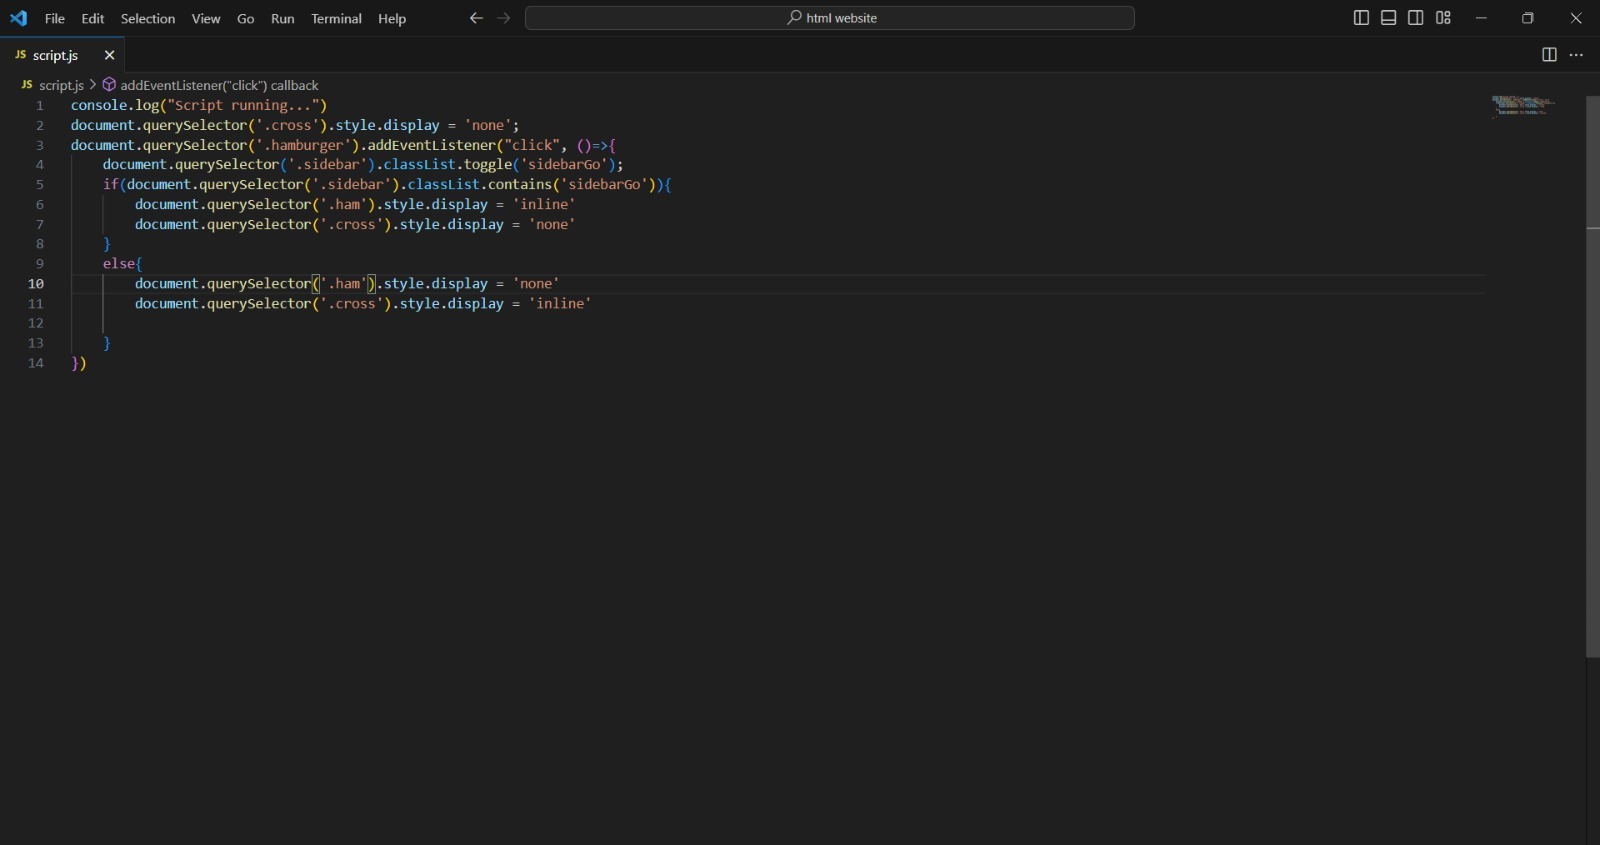 File Edit Selection View Go Run Terminal Help html website
JS script.js
JS script.js > addEventListener("click") callback
1 console.log("Script running...")
2 document.querySelector('.cross').style.display = 'none';
3 document.querySelector('.hamburger').addEventListener("click", ()=>{
4 document.querySelector('.sidebar').classList.toggle('sidebarGo');
5 if(document.querySelector('.sidebar').classList.contains('sidebarGo')){
6 document.querySelector('.ham').style.display = 'inline'
7 document.querySelector('.cross').style.display = 'none'
8 }
9 else{
10 document.querySelector('.ham').style.display = 'none'
11 document.querySelector('.cross').style.display = 'inline'
12
13 }
14 })